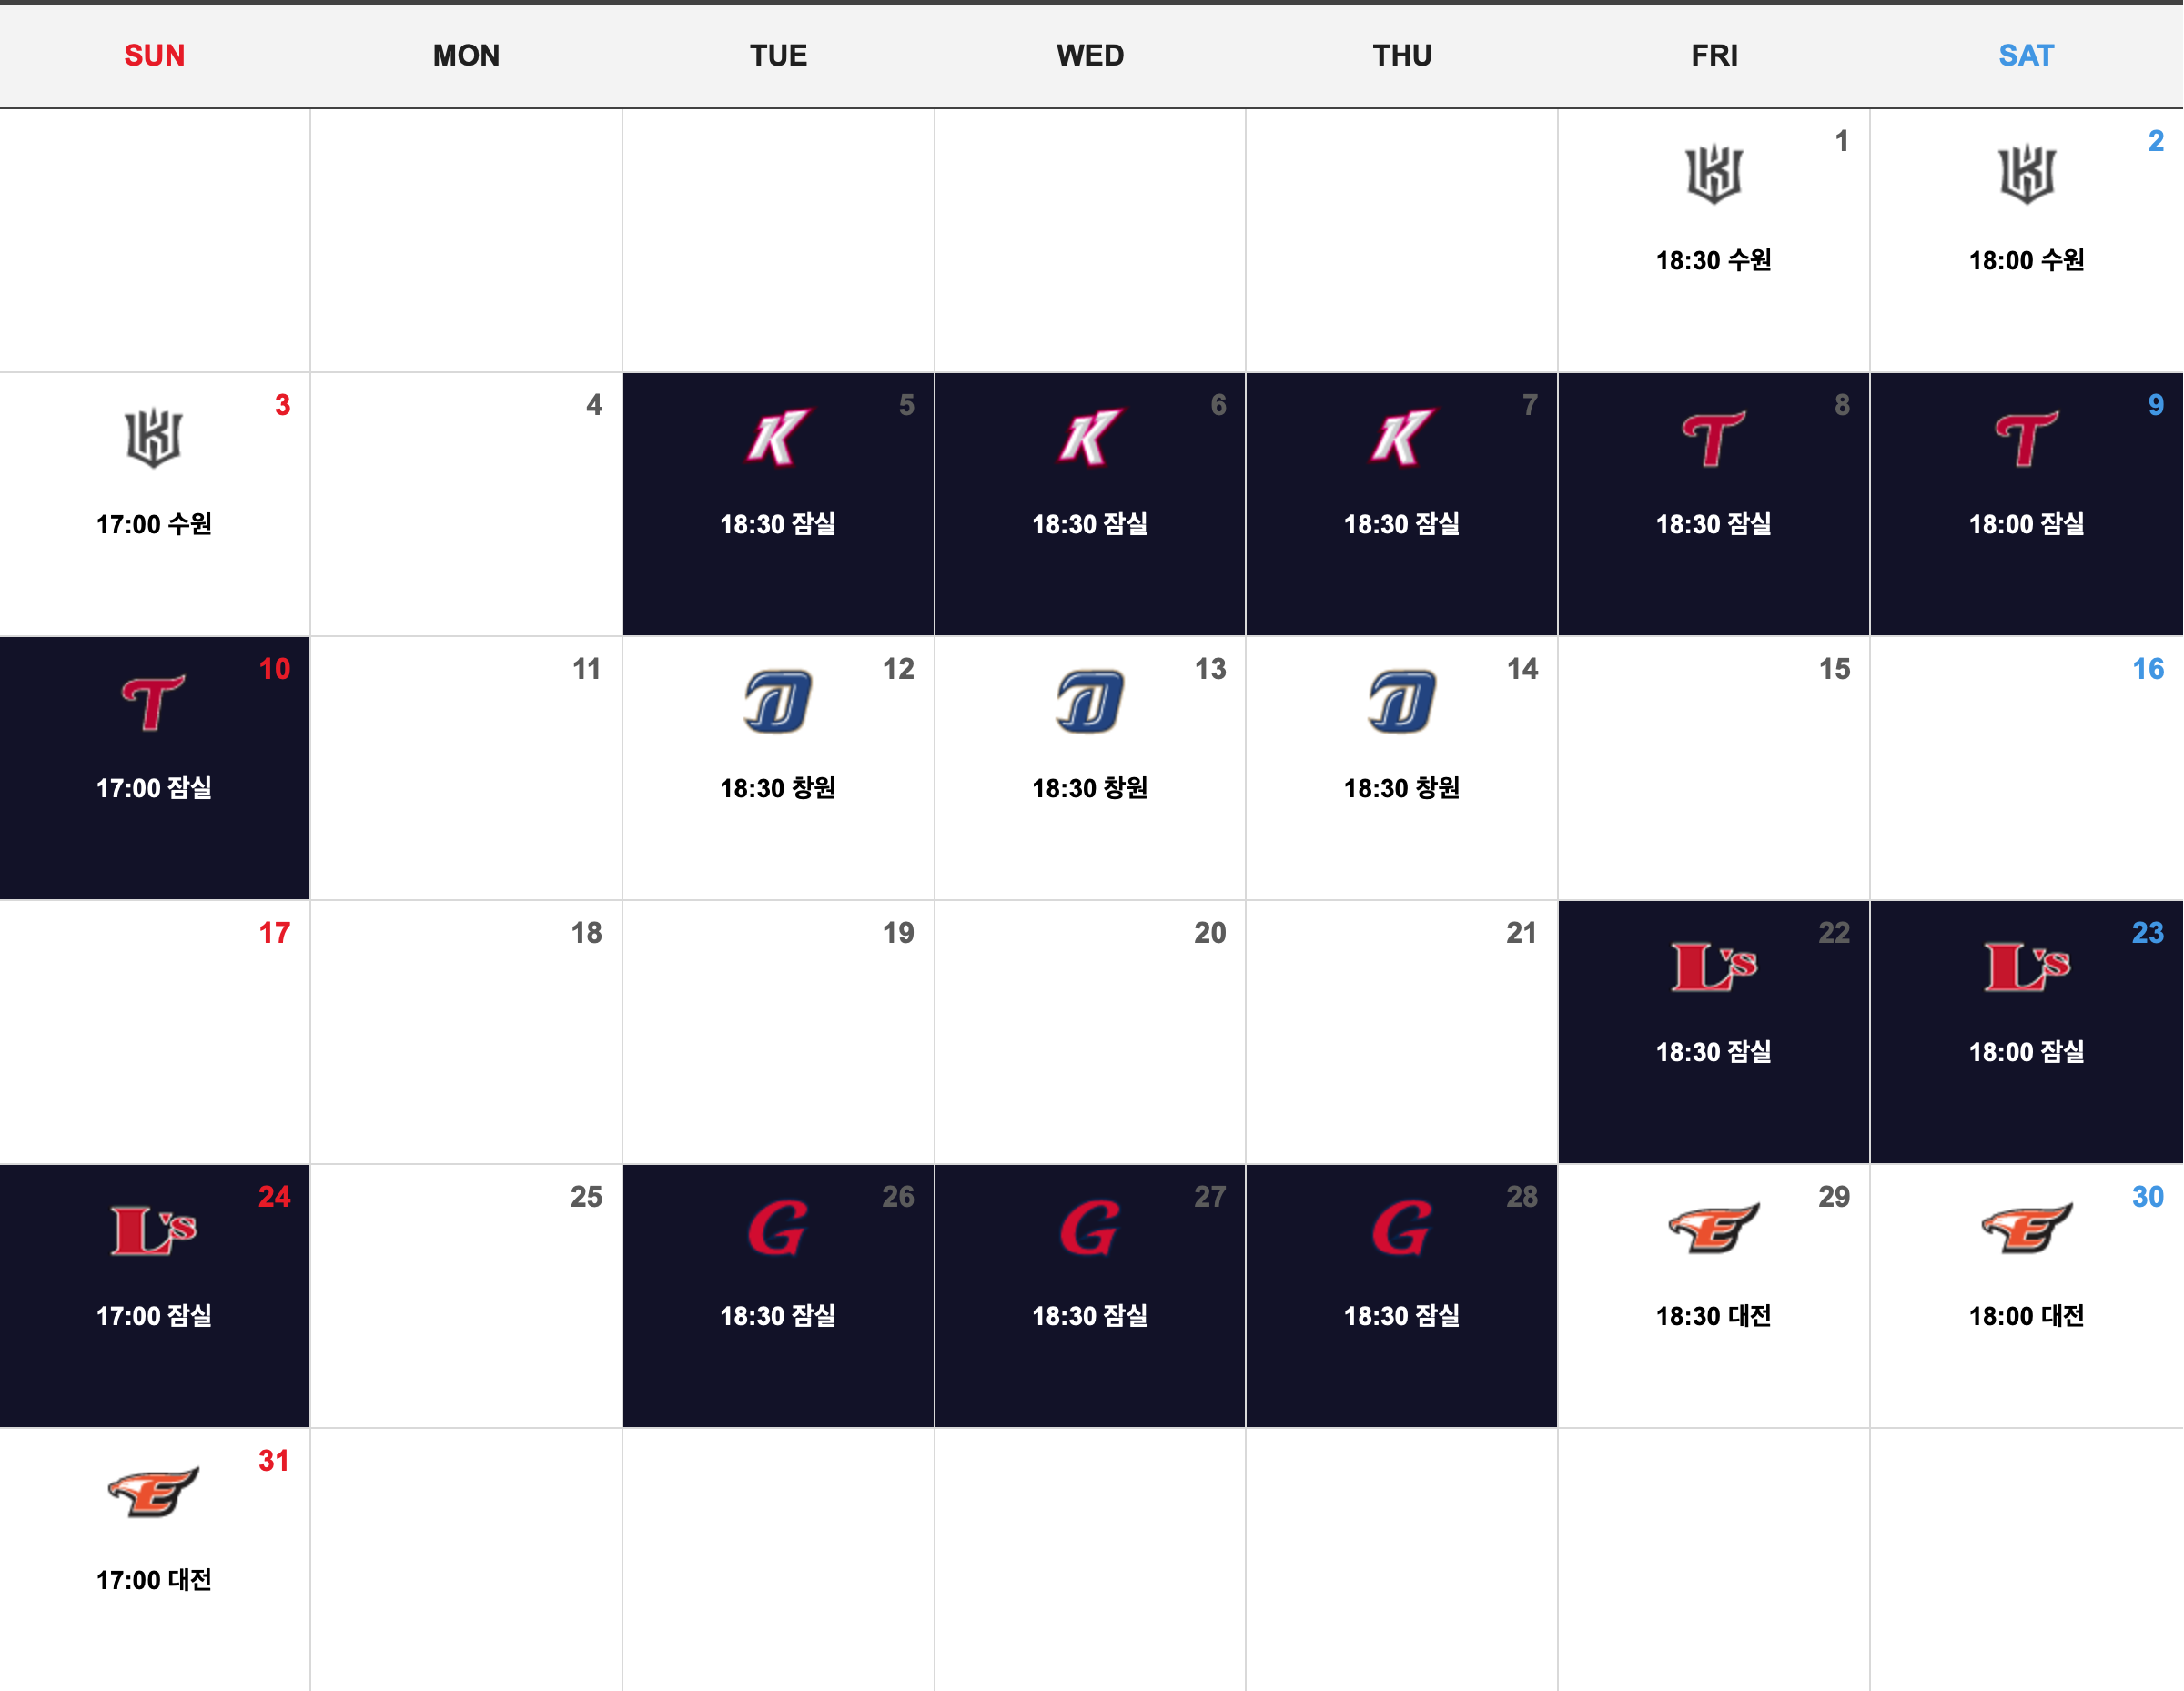 SUN MON TUE WED THU FRI SAT
1 2
18:30 수원 18:00 수원
3 4 5 6 7 8 9
K K K T T
17:00 수원 18:30 잠실 18:30 잠실 18:30 잠실 18:30 잠실 18:00 잠실
10 11 12 13 14 15 16
T D D D
17:00 잠실 18:30 창원 18:30 창원 18:30 창원
17 18 19 20 21 22 23
L's L's
18:30 잠실 18:00 잠실
24 25 26 27 28 29 30
L's G G G E E
17:00 잠실 18:30 잠실 18:30 잠실 18:30 잠실 18:30 대전 18:00 대전
31
E
17:00 대전